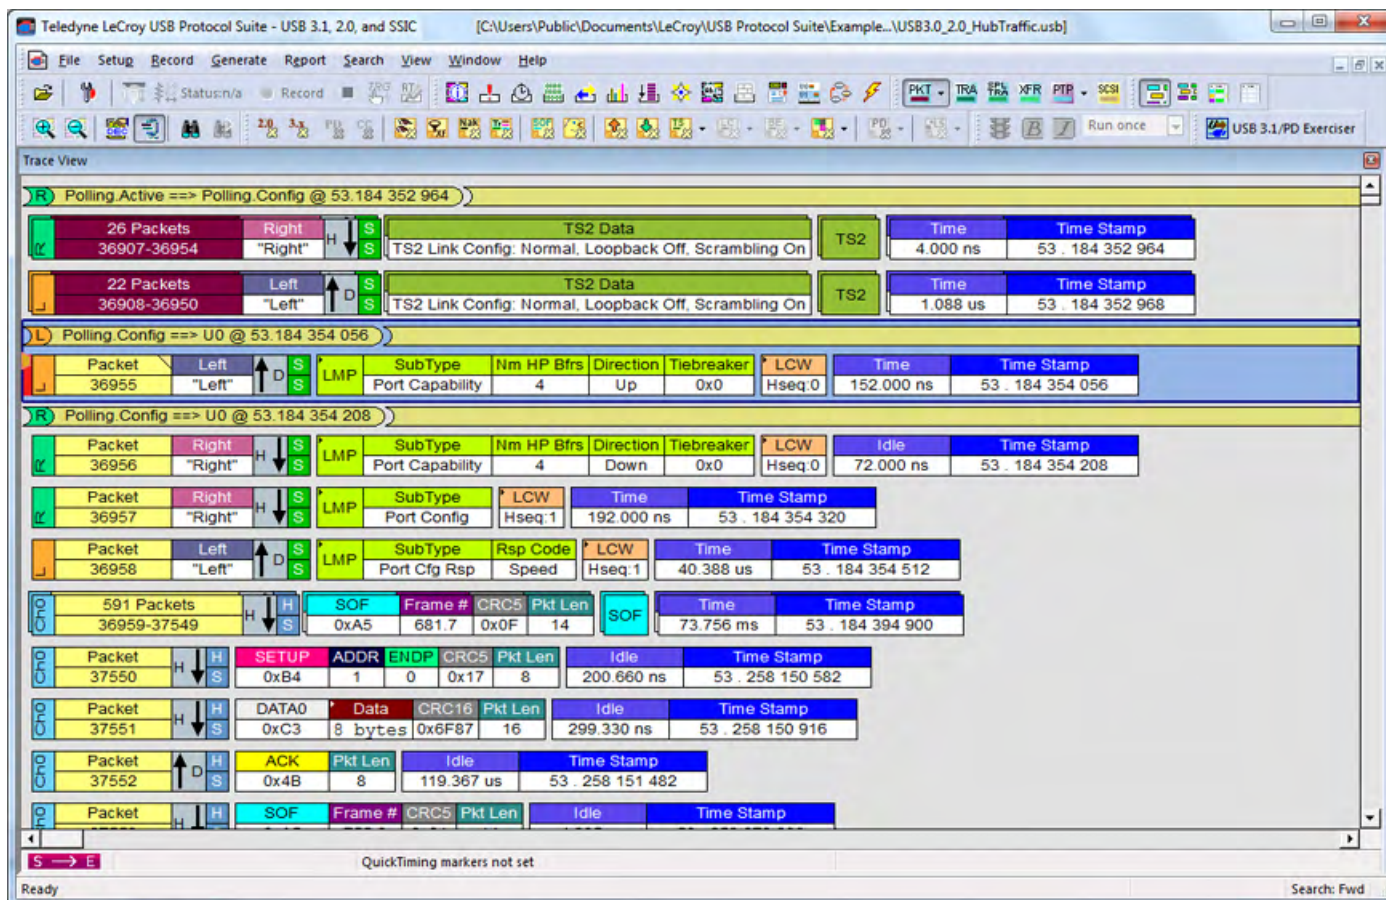 Teledyne LeCroy USB Protocol Suite - USB 3.1, 2.0, and SSIC [C:\Users\Public\Documents\LeCroy\USB Protocol Suite\Example...\USB3.0_2.0_HubTraffic.usb]
File Setup Record Generate Report Search View Window Help
Status:n/a Record PKT TRA SPL TRA XFR PTP SCSI
2.0 3.x Run once USB 3.1/PD Exerciser
Trace View
R Polling.Active ==> Polling.Config @ 53.184 352 964
R 26 Packets Right H S TS2 Data TS2 Time Time Stamp
36907-36954 "Right" S TS2 Link Config: Normal, Loopback Off, Scrambling On 4.000 ns 53 . 184 352 964
L 22 Packets Left D S TS2 Data TS2 Time Time Stamp
36908-36950 "Left" S TS2 Link Config: Normal, Loopback Off, Scrambling On 1.088 us 53 . 184 352 968
L Polling.Config ==> U0 @ 53.184 354 056
L Packet Left D S LMP SubType Nm HP Bfrs Direction Tiebreaker LCW Time Time Stamp
36955 "Left" S Port Capability 4 Up 0x0 Hseq:0 152.000 ns 53 . 184 354 056
R Polling.Config ==> U0 @ 53.184 354 208
R Packet Right H S LMP SubType Nm HP Bfrs Direction Tiebreaker LCW Idle Time Stamp
36956 "Right" S Port Capability 4 Down 0x0 Hseq:0 72.000 ns 53 . 184 354 208
R Packet Right H S LMP SubType LCW Time Time Stamp
36957 "Right" S Port Config Hseq:1 192.000 ns 53 . 184 354 320
L Packet Left D S LMP SubType Rsp Code LCW Time Time Stamp
36958 "Left" S Port Cfg Rsp Speed Hseq:1 40.388 us 53 . 184 354 512
Ch0 591 Packets H H SOF Frame # CRC5 Pkt Len SOF Time Time Stamp
36959-37549 S 0xA5 681.7 0x0F 14 73.756 ms 53 . 184 394 900
Ch0 Packet H H SETUP ADDR ENDP CRC5 Pkt Len Idle Time Stamp
37550 S 0xB4 1 0 0x17 8 200.660 ns 53 . 258 150 582
Ch0 Packet H H DATA0 Data CRC16 Pkt Len Idle Time Stamp
37551 S 0xC3 8 bytes 0x6F87 16 299.330 ns 53 . 258 150 916
Ch0 Packet D H ACK Pkt Len Idle Time Stamp
37552 S 0x4B 8 119.367 us 53 . 258 151 482
Ch0 Packet H H SOF Frame # CRC5 Pkt Len Idle Time Stamp
S → E QuickTiming markers not set
Ready Search: Fwd